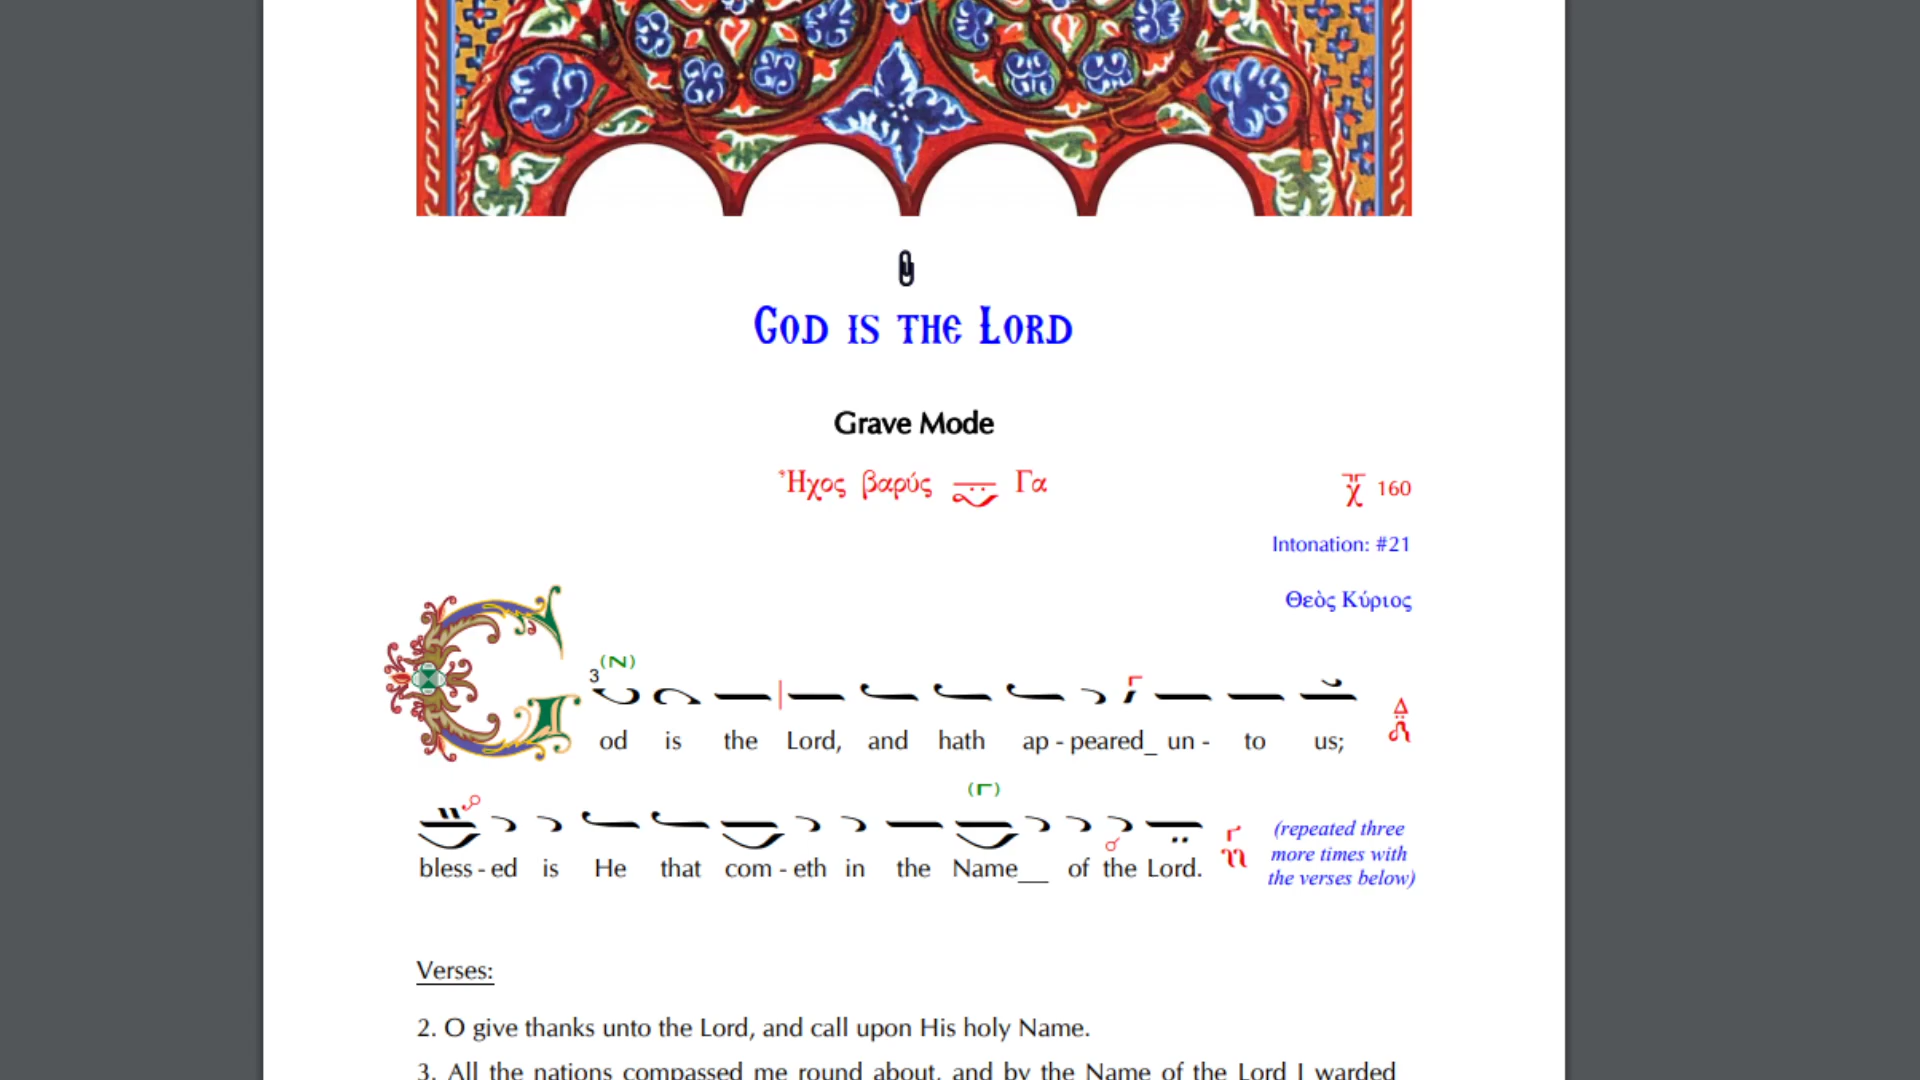 God is the Lord
Grave Mode
Ἦχος βαρύς Γα
160
Intonation: #21
Θεὸς Κύριος
3 (Ν)
God is the Lord, and hath ap - peared_ un - to us;
(Γ)
bless - ed is He that com - eth in the Name__ of the Lord.
(repeated three
more times with
the verses below)
Verses:
2. O give thanks unto the Lord, and call upon His holy Name.
3. All the nations compassed me round about, and by the Name of the Lord I warded